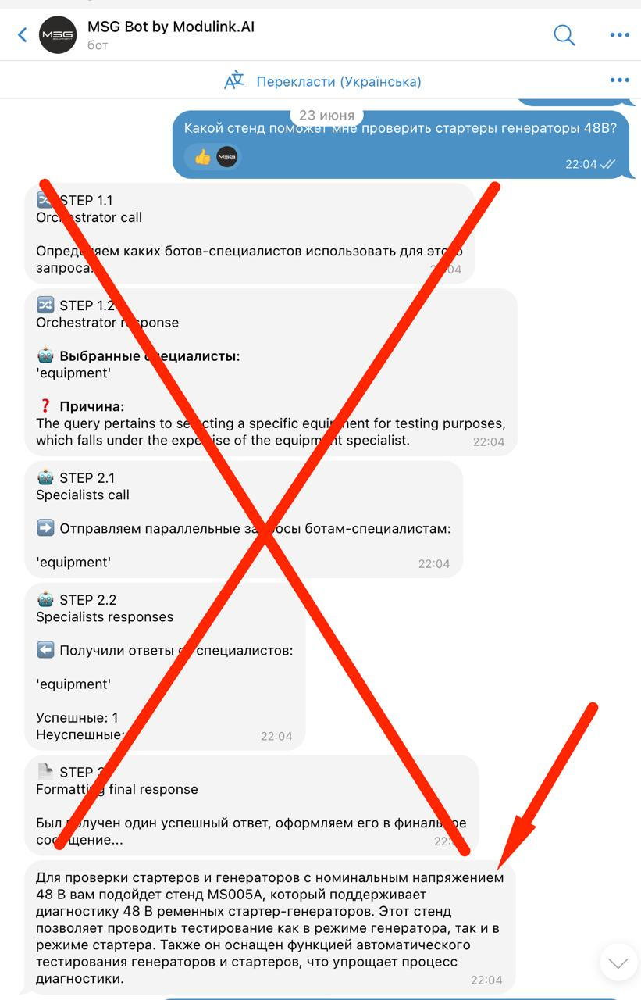 MSG Bot by Modulink.AI
бот
Перекласти (Українська)
23 июня
Какой стенд поможет мне проверить стартеры генераторы 48В?
22:04
STEP 1.1
Orchestrator call
Определяем каких ботов-специалистов использовать для этого
запроса.
STEP 1.2
Orchestrator response
Выбранные специалисты:
'equipment'
Причина:
The query pertains to selecting a specific equipment for testing purposes,
which falls under the expertise of the equipment specialist.
22:04
STEP 2.1
Specialists call
Отправляем параллельные запросы ботам-специалистам:
'equipment'
22:04
STEP 2.2
Specialists responses
Получили ответы от специалистов:
'equipment'
Успешные: 1
Неуспешные:
22:04
STEP 3
Formatting final response
Был получен один успешный ответ, оформляем его в финальное
сообщение...
Для проверки стартеров и генераторов с номинальным напряжением
48 В вам подойдет стенд MS005A, который поддерживает
диагностику 48 В ременных стартер-генераторов. Этот стенд
позволяет проводить тестирование как в режиме генератора, так и в
режиме стартера. Также он оснащен функцией автоматического
тестирования генераторов и стартеров, что упрощает процесс
диагностики.
22:04